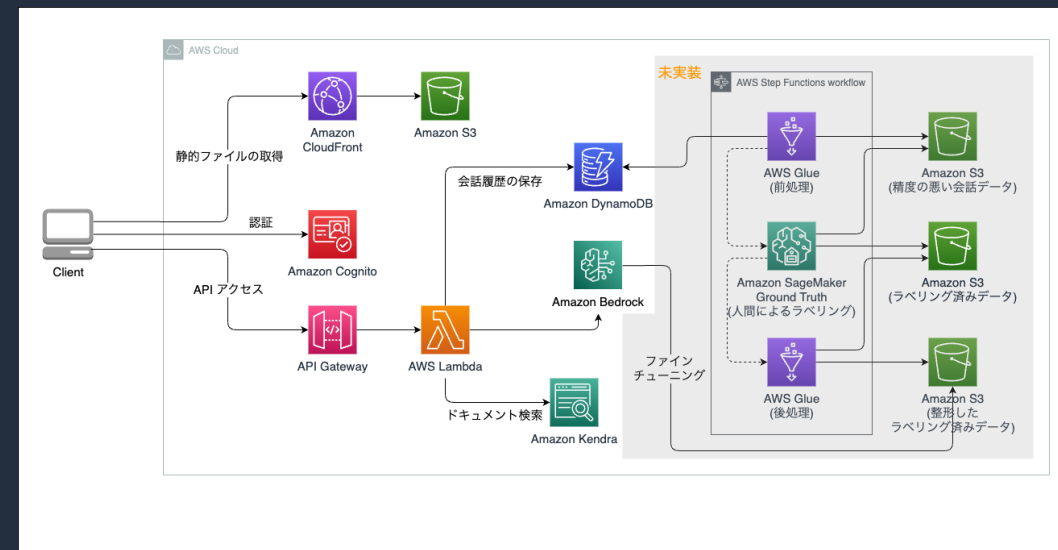 AWS Cloud
未実装
AWS Step Functions workflow
Amazon
CloudFront
Amazon S3
静的ファイルの取得
会話履歴の保存
Amazon DynamoDB
AWS Glue
(前処理)
Amazon S3
(精度の悪い会話データ)
Client
認証
Amazon Cognito
API アクセス
Amazon Bedrock
Amazon SageMaker
Ground Truth
(人間によるラベリング)
Amazon S3
(ラベリング済みデータ)
API Gateway
AWS Lambda
ファイン
チューニング
ドキュメント検索
Amazon Kendra
AWS Glue
(後処理)
Amazon S3
(整形した
ラベリング済みデータ)